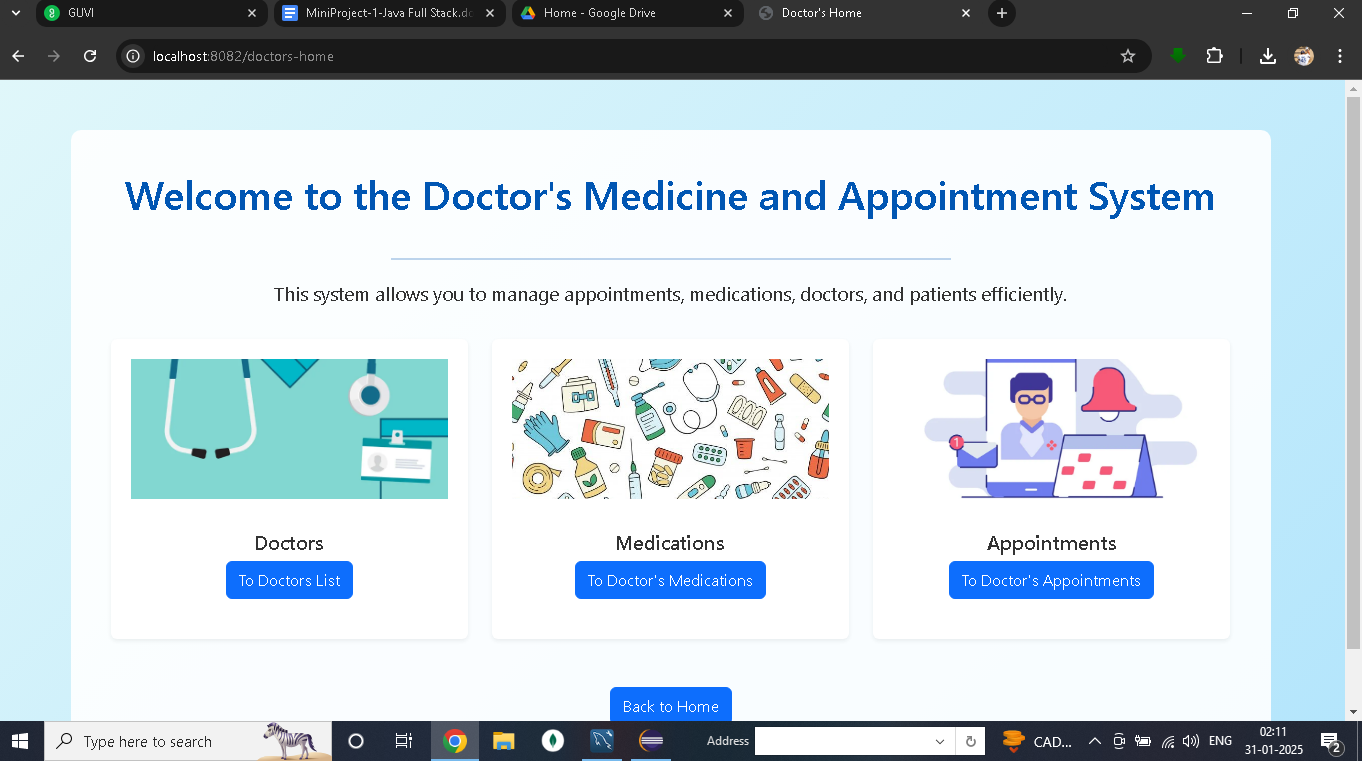 GUVI
MiniProject-1-Java Full Stack.dc
Home - Google Drive
Doctor's Home
localhost:8082/doctors-home
Welcome to the Doctor's Medicine and Appointment System
This system allows you to manage appointments, medications, doctors, and patients efficiently.
1
Doctors
To Doctors List
Medications
To Doctor's Medications
Appointments
To Doctor's Appointments
Back to Home
Type here to search
Address
CAD...
ENG
02:11
31-01-2025
2